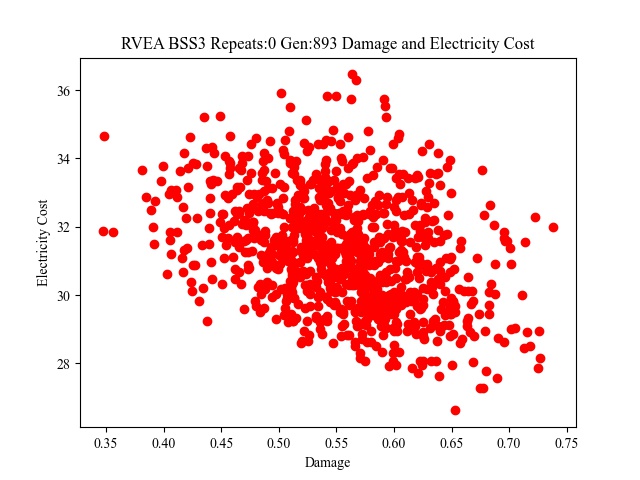 RVEA BSS3 Repeats:0 Gen:893 Damage and Electricity Cost
36
34
32
30
28
Electricity Cost
0.35 0.40 0.45 0.50 0.55 0.60 0.65 0.70 0.75
Damage